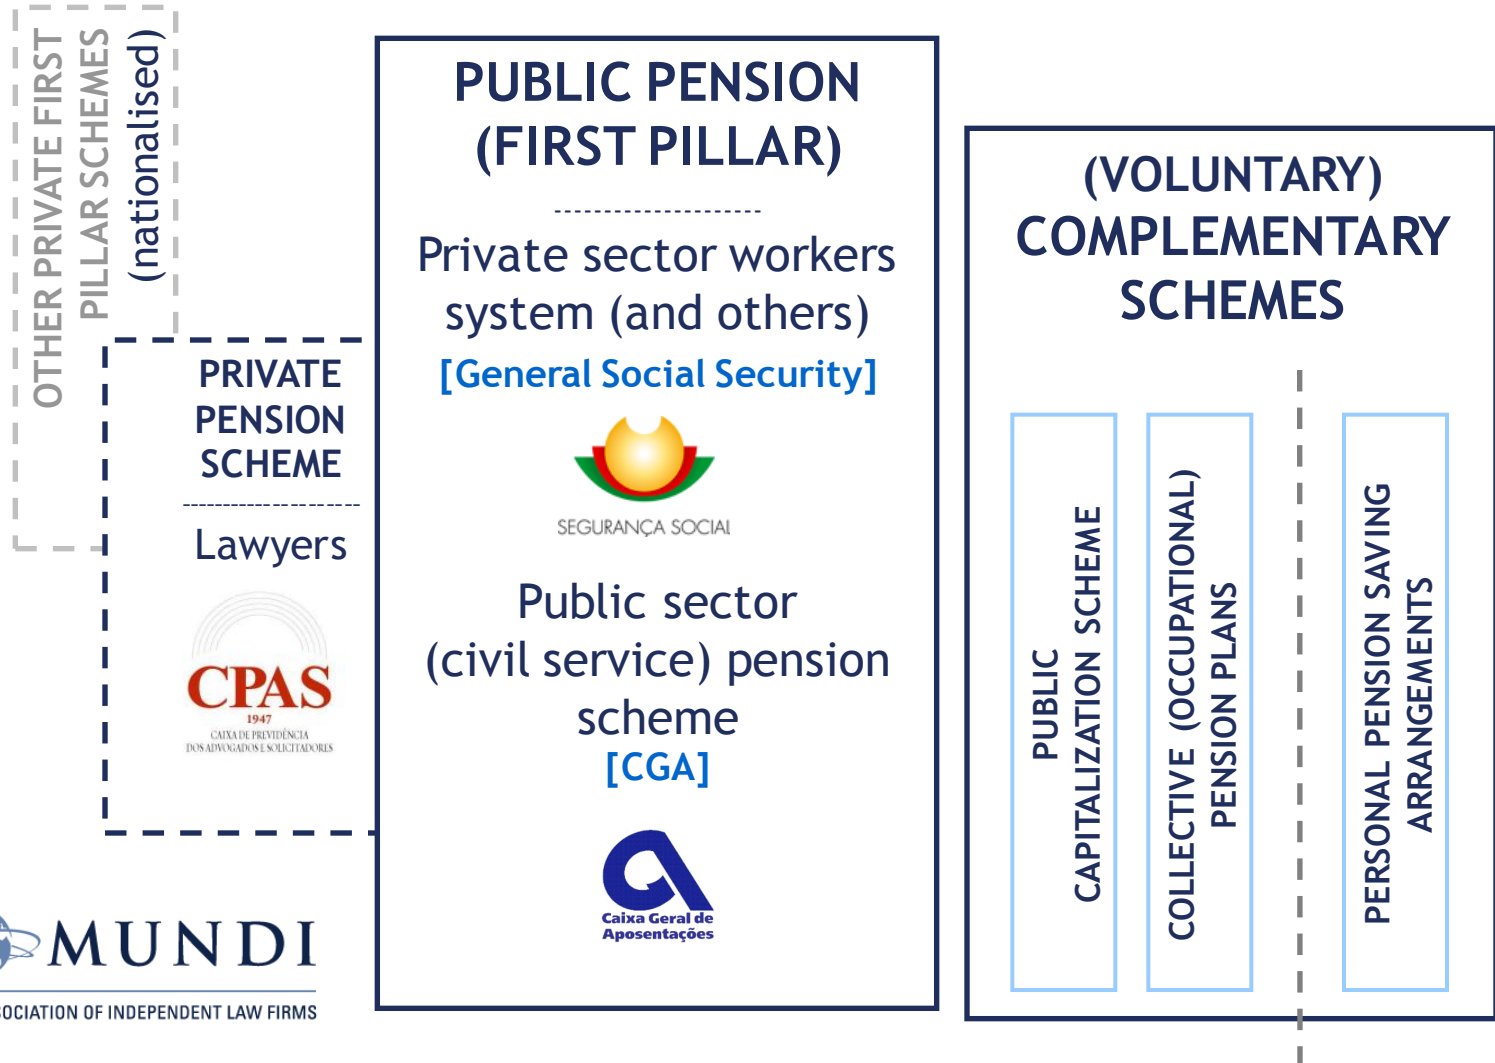 OTHER PRIVATE FIRST
PILLAR SCHEMES
(nationalised)
PRIVATE
PENSION
SCHEME
--------------------
Lawyers
CPAS
1947
CAIXA DE PREVIDÊNCIA
DOS ADVOGADOS E SOLICITADORES
MUNDI
SOCIATION OF INDEPENDENT LAW FIRMS
PUBLIC PENSION
(FIRST PILLAR)
---------------------
Private sector workers
system (and others)
[General Social Security]
SEGURANÇA SOCIAL
Public sector
(civil service) pension
scheme
[CGA]
Caixa Geral de
Aposentações
(VOLUNTARY)
COMPLEMENTARY
SCHEMES
PUBLIC
CAPITALIZATION SCHEME
COLLECTIVE (OCCUPATIONAL)
PENSION PLANS
PERSONAL PENSION SAVING
ARRANGEMENTS